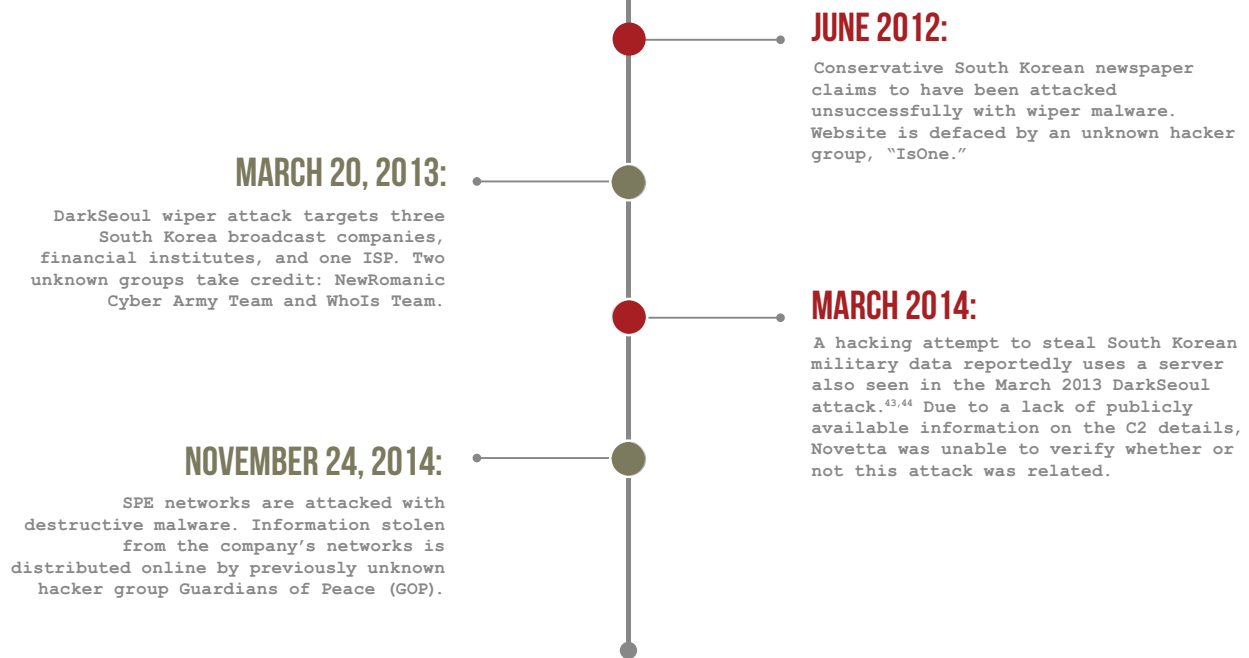 JUNE 2012:
Conservative South Korean newspaper
claims to have been attacked
unsuccessfully with wiper malware.
Website is defaced by an unknown hacker
group, “IsOne.”
MARCH 20, 2013:
DarkSeoul wiper attack targets three
South Korea broadcast companies,
financial institutes, and one ISP. Two
unknown groups take credit: NewRomanic
Cyber Army Team and WhoIs Team.
MARCH 2014:
A hacking attempt to steal South Korean
military data reportedly uses a server
also seen in the March 2013 DarkSeoul
attack.43,44 Due to a lack of publicly
available information on the C2 details,
Novetta was unable to verify whether or
not this attack was related.
NOVEMBER 24, 2014:
SPE networks are attacked with
destructive malware. Information stolen
from the company’s networks is
distributed online by previously unknown
hacker group Guardians of Peace (GOP).